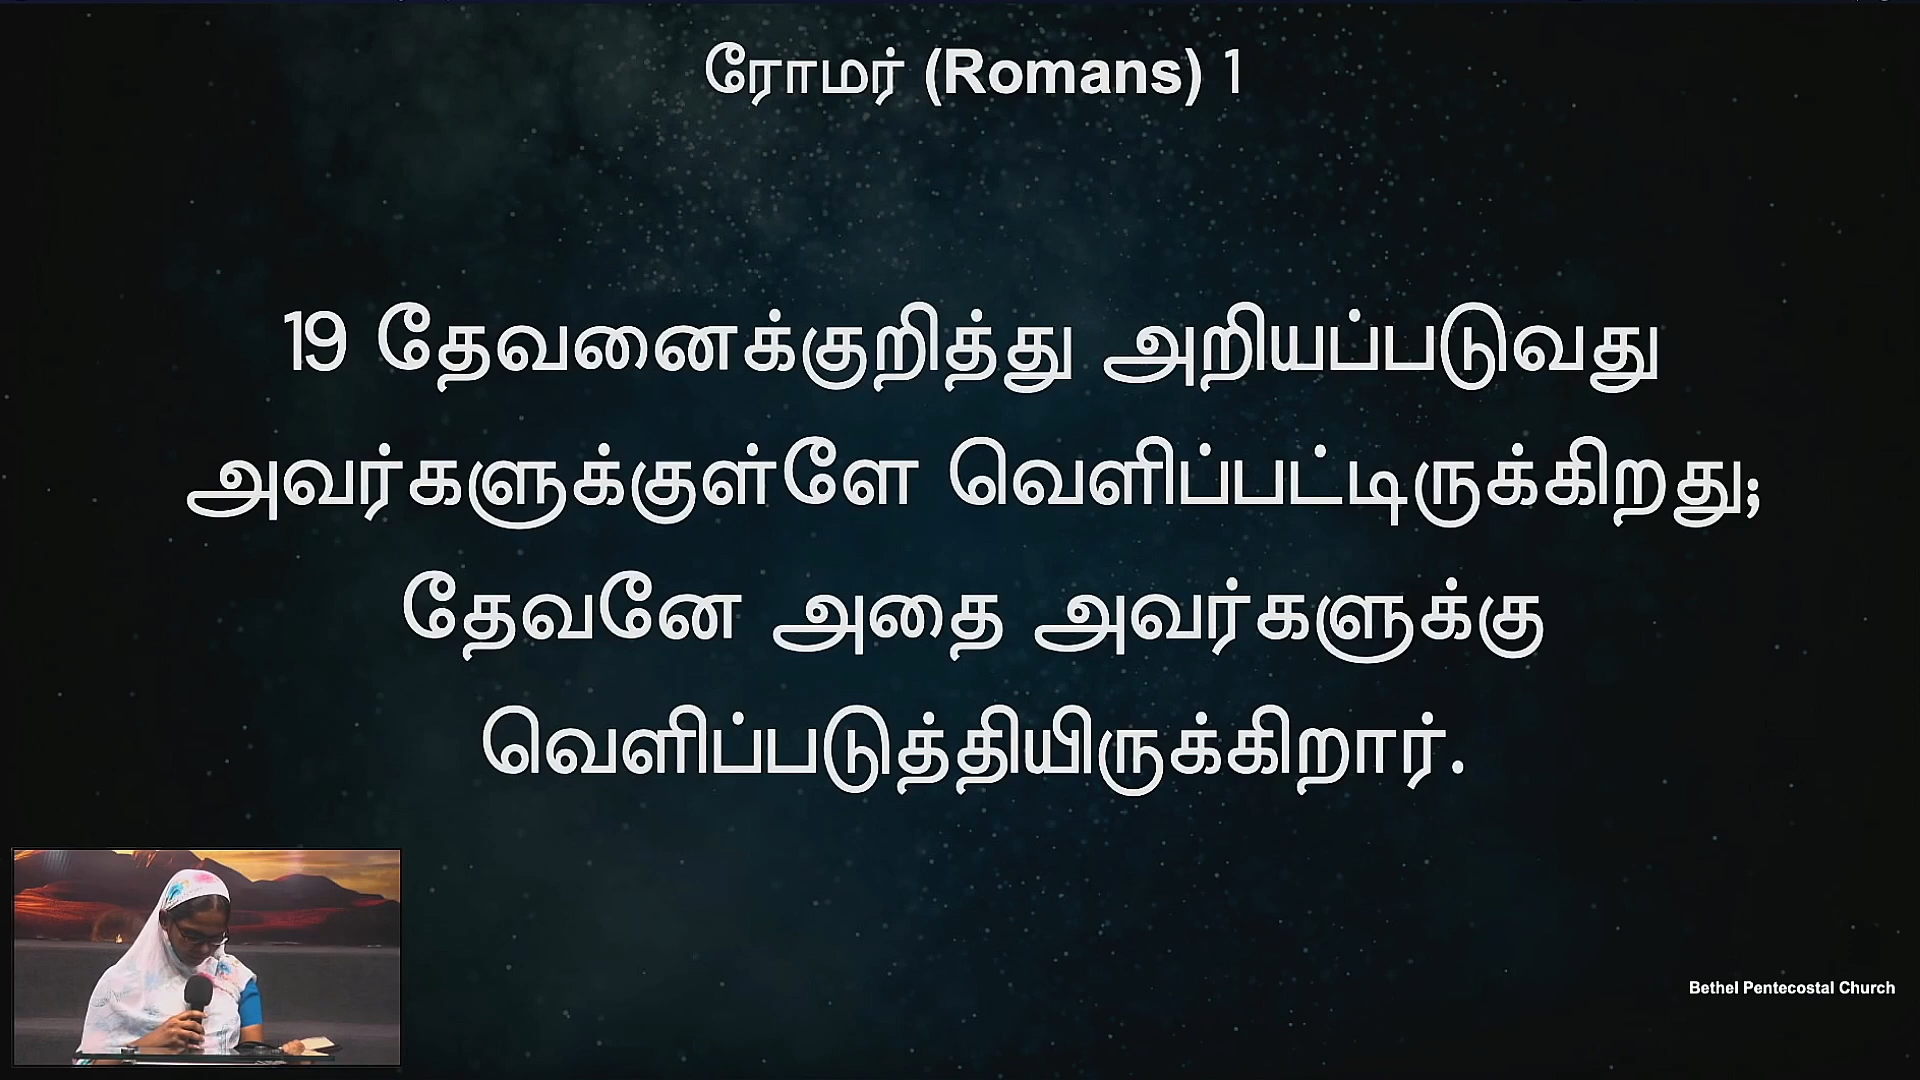 ரோமர் (Romans) 1
19 தேவனைக்குறித்து அறியப்படுவது
அவர்களுக்குள்ளே வெளிப்பட்டிருக்கிறது;
தேவனே அதை அவர்களுக்கு
வெளிப்படுத்தியிருக்கிறார்.
Bethel Pentecostal Church